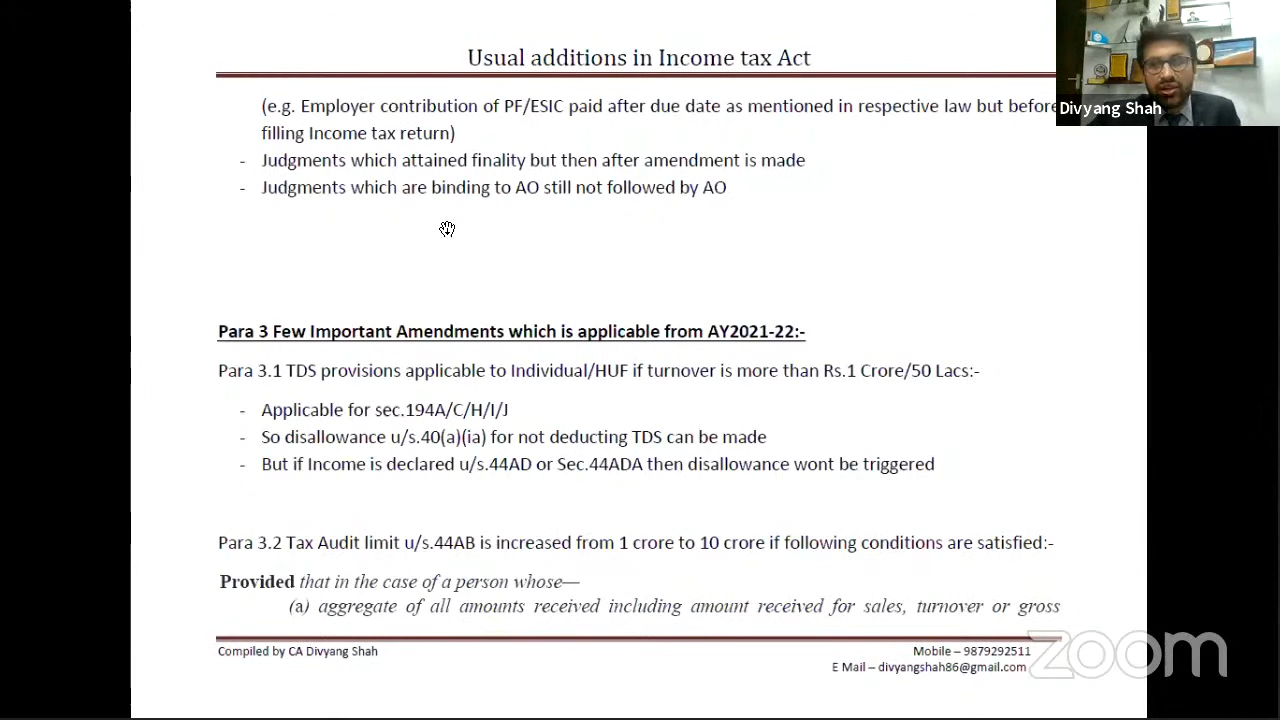 Usual additions in Income tax Act
(e.g. Employer contribution of PF/ESIC paid after due date as mentioned in respective law but before
filling Income tax return)
- Judgments which attained finality but then after amendment is made
- Judgments which are binding to AO still not followed by AO
Divyang Shah
Para 3 Few Important Amendments which is applicable from AY2021-22:-
Para 3.1 TDS provisions applicable to Individual/HUF if turnover is more than Rs.1 Crore/50 Lacs:-
- Applicable for sec.194A/C/H/I/J
- So disallowance u/s.40(a)(ia) for not deducting TDS can be made
- But if Income is declared u/s.44AD or Sec.44ADA then disallowance wont be triggered
Para 3.2 Tax Audit limit u/s.44AB is increased from 1 crore to 10 crore if following conditions are satisfied:-
Provided that in the case of a person whose—
(a) aggregate of all amounts received including amount received for sales, turnover or gross
Compiled by CA Divyang Shah
Mobile – 9879292511
E Mail – divyangshah86@gmail.com
zoom